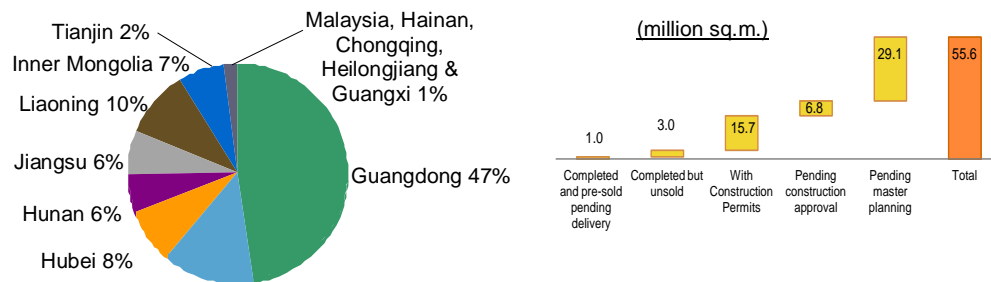 Tianjin 2%
Malaysia, Hainan,
Chongqing,
Heilongjiang &
Guangxi 1%
Inner Mongolia 7%
Liaoning 10%
Jiangsu 6%
Hunan 6%
Hubei 8%
Guangdong 47%
(million sq.m.)
1.0
3.0
15.7
6.8
29.1
55.6
Completed
and pre-sold
pending
delivery
Completed but
unsold
With
Construction
Permits
Pending
construction
approval
Pending
master
planning
Total